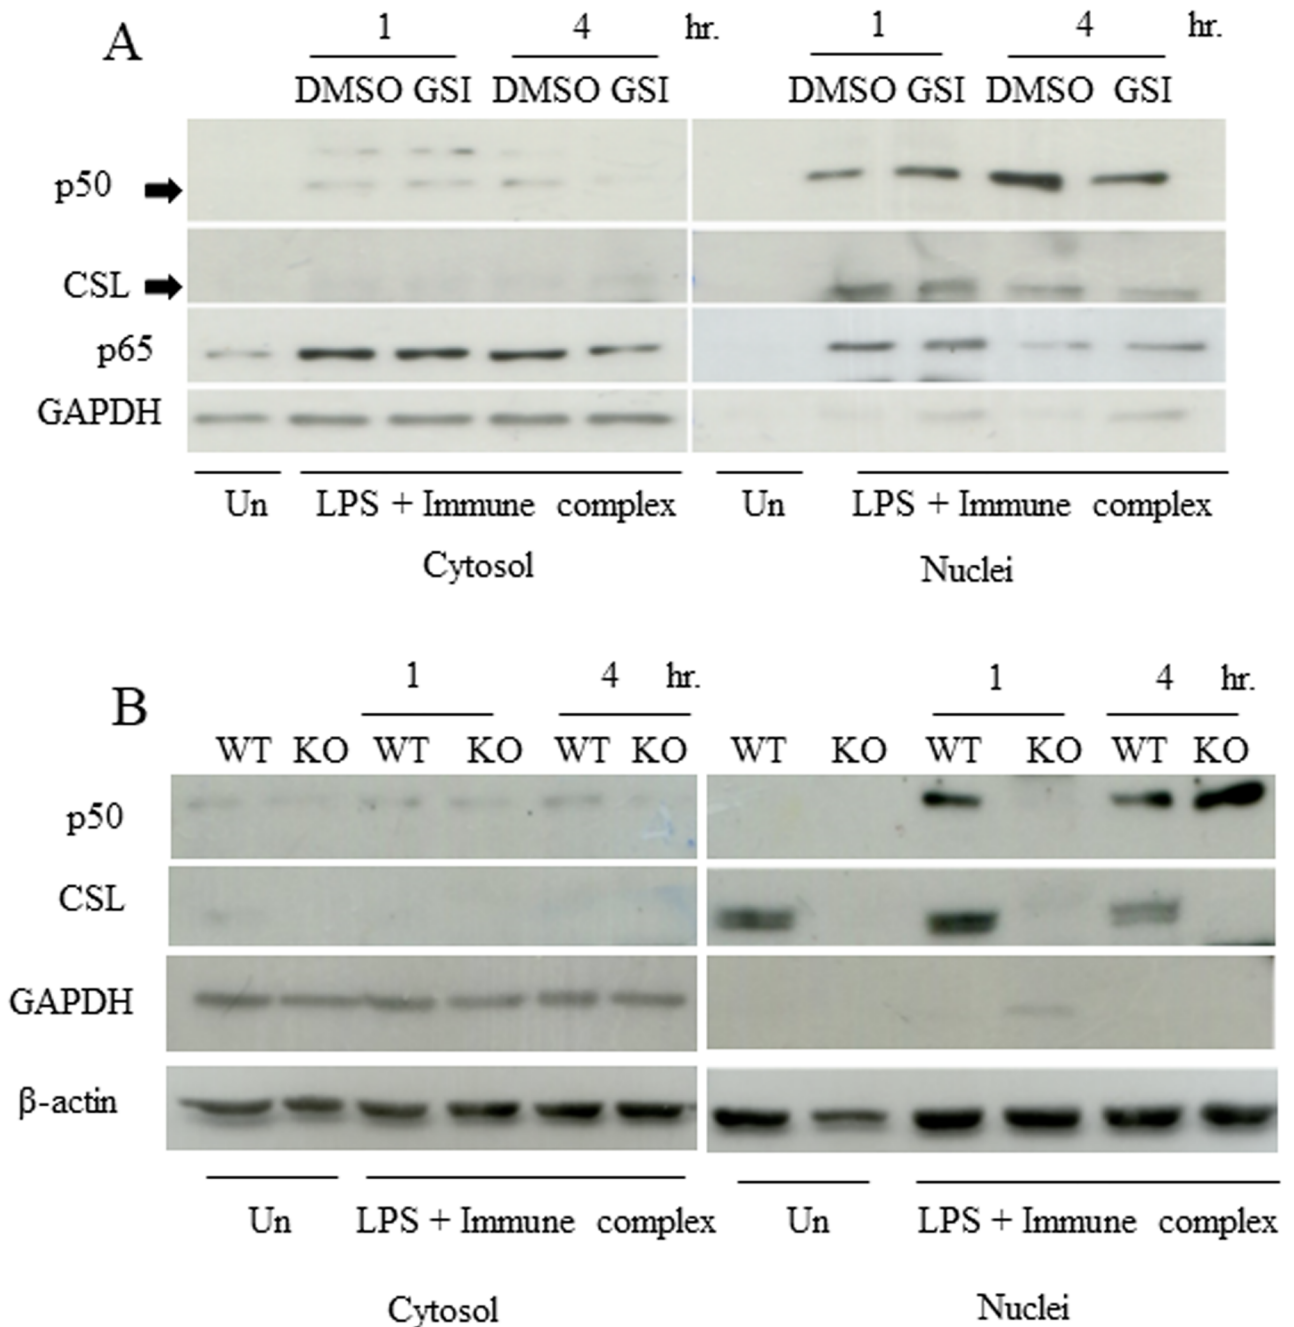 A
1 4 hr. 1 4 hr.
DMSO GSI DMSO GSI DMSO GSI DMSO GSI
p50
CSL
p65
GAPDH
Un LPS + Immune complex Un LPS + Immune complex
Cytosol Nuclei
B
1 4 hr. 1 4 hr.
WT KO WT KO WT KO WT KO WT KO WT KO
p50
CSL
GAPDH
β-actin
Un LPS + Immune complex Un LPS + Immune complex
Cytosol Nuclei